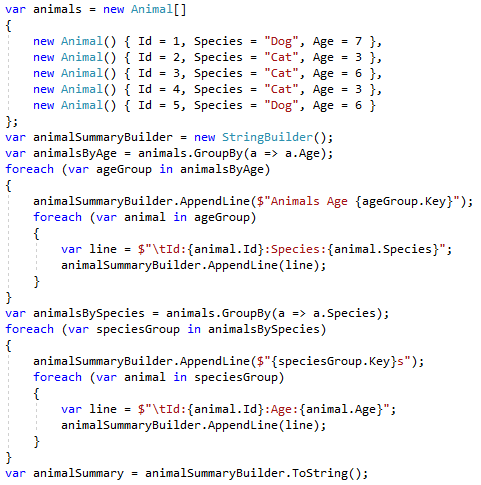 var animals = new Animal[]
{
    new Animal() { Id = 1, Species = "Dog", Age = 7 },
    new Animal() { Id = 2, Species = "Cat", Age = 3 },
    new Animal() { Id = 3, Species = "Cat", Age = 6 },
    new Animal() { Id = 4, Species = "Cat", Age = 3 },
    new Animal() { Id = 5, Species = "Dog", Age = 6 }
};
var animalSummaryBuilder = new StringBuilder();
var animalsByAge = animals.GroupBy(a => a.Age);
foreach (var ageGroup in animalsByAge)
{
    animalSummaryBuilder.AppendLine($"Animals Age {ageGroup.Key}");
    foreach (var animal in ageGroup)
    {
        var line = $"\tId:{animal.Id}:Species:{animal.Species}";
        animalSummaryBuilder.AppendLine(line);
    }
}
var animalsBySpecies = animals.GroupBy(a => a.Species);
foreach (var speciesGroup in animalsBySpecies)
{
    animalSummaryBuilder.AppendLine($"{speciesGroup.Key}s");
    foreach (var animal in speciesGroup)
    {
        var line = $"\tId:{animal.Id}:Age:{animal.Age}";
        animalSummaryBuilder.AppendLine(line);
    }
}
var animalSummary = animalSummaryBuilder.ToString();